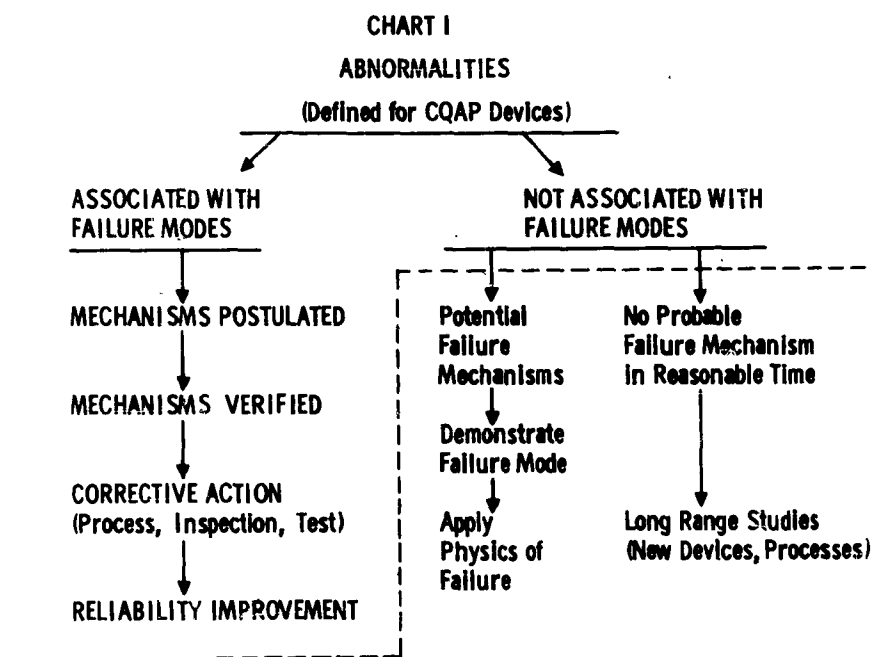 CHART I
ABNORMALITIES
(Defined for CQAP Devices)
ASSOCIATED WITH
FAILURE MODES
NOT ASSOCIATED WITH
FAILURE MODES
MECHANISMS POSTULATED
MECHANISMS VERIFIED
CORRECTIVE ACTION
(Process, Inspection, Test)
RELIABILITY IMPROVEMENT
Potential
Failure
Mechanisms
Demonstrate
Failure Mode
Apply
Physics of
Failure
No Probable
Failure Mechanism
in Reasonable Time
Long Range Studies
(New Devices, Processes)